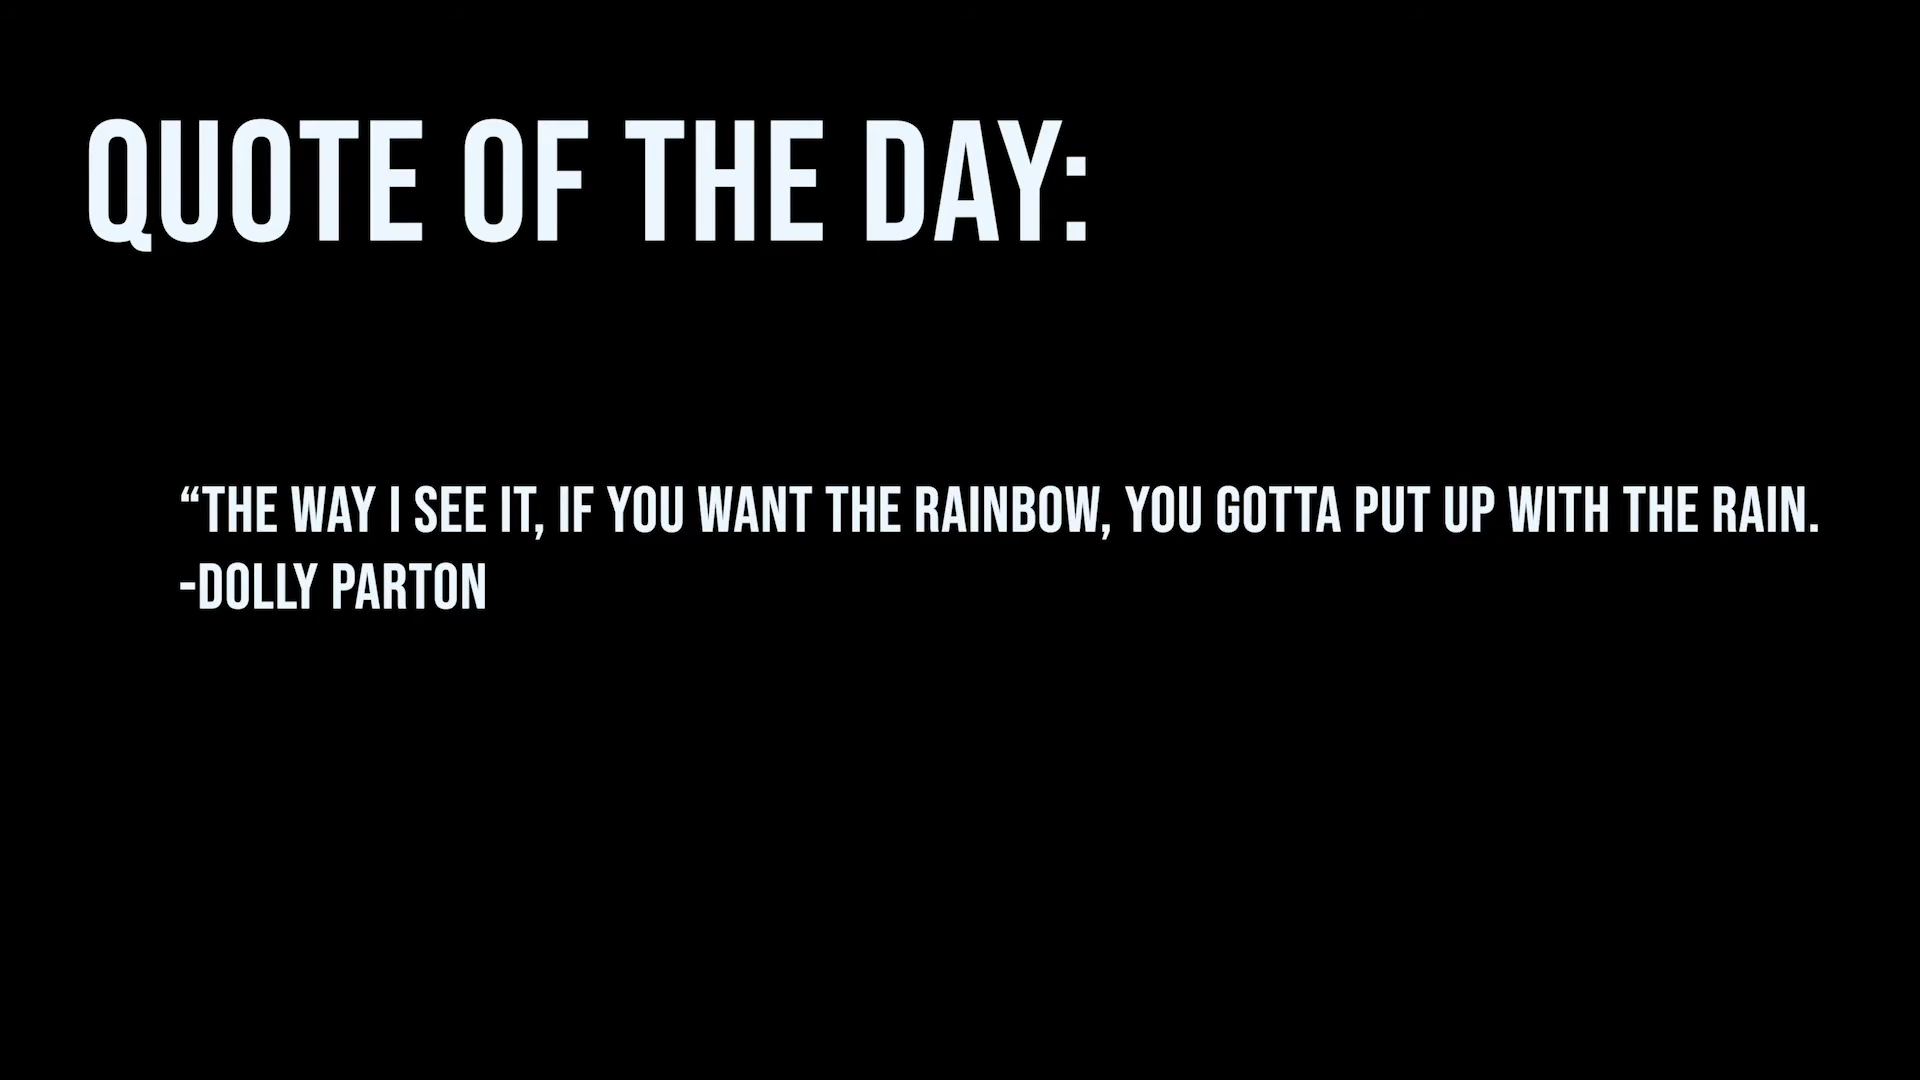 QUOTE OF THE DAY:
“THE WAY I SEE IT, IF YOU WANT THE RAINBOW, YOU GOTTA PUT UP WITH THE RAIN.
-DOLLY PARTON